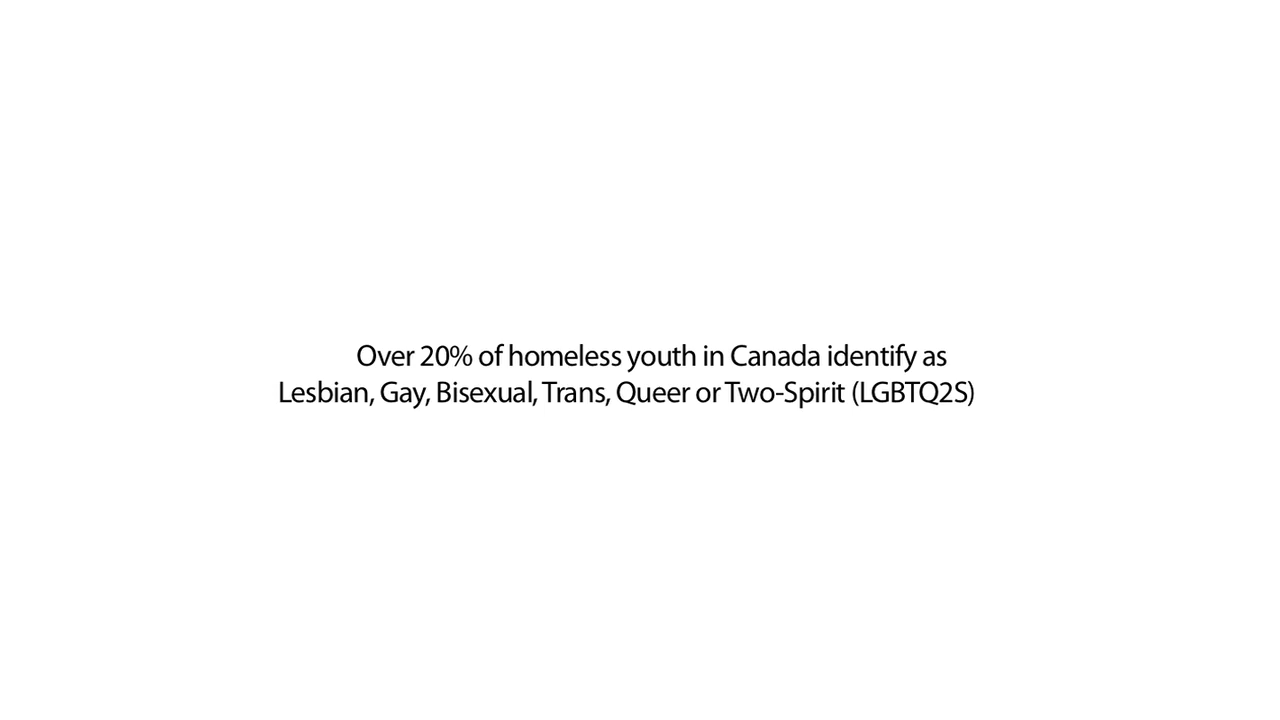 Over 20% of homeless youth in Canada identify as
Lesbian, Gay, Bisexual, Trans, Queer or Two-Spirit (LGBTQ2S)